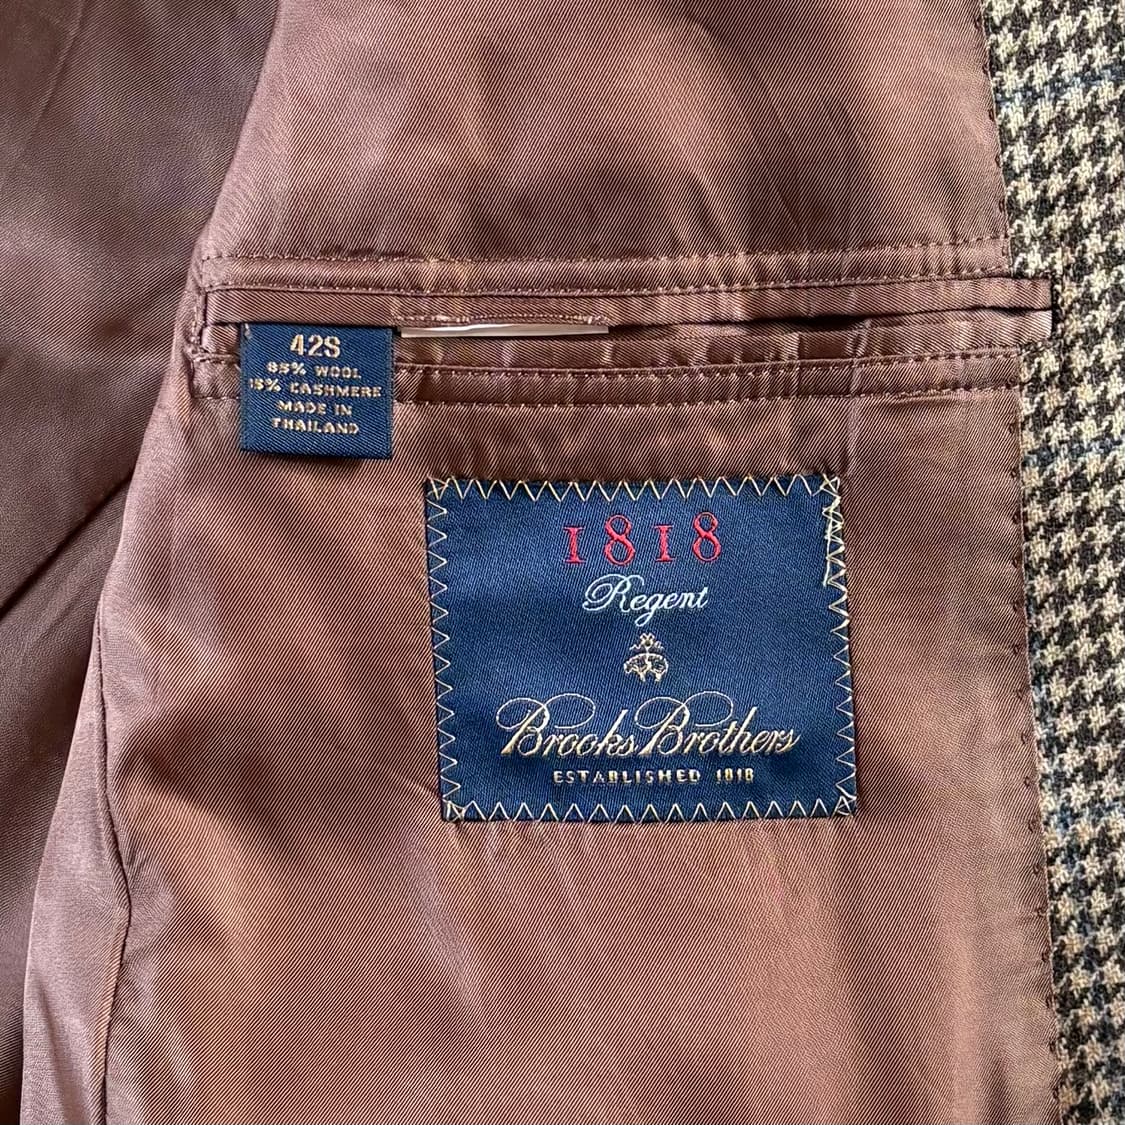 42S
85% WOOL
15% CASHMERE
MADE IN
THAILAND
1818
Regent
Brooks Brothers
ESTABLISHED 1818